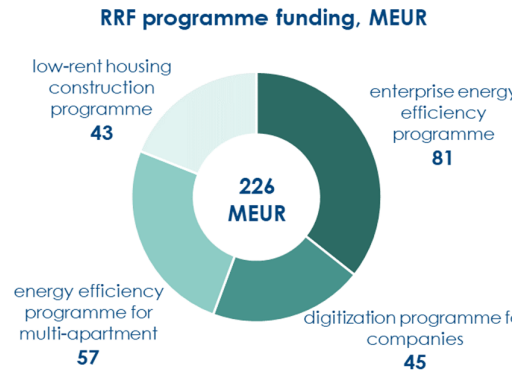 RRF programme funding, MEUR
low-rent housing
construction
programme
43
enterprise energy
efficiency
programme
81
226
MEUR
energy efficiency
programme for
multi-apartment
57
digitization programme f
companies
45